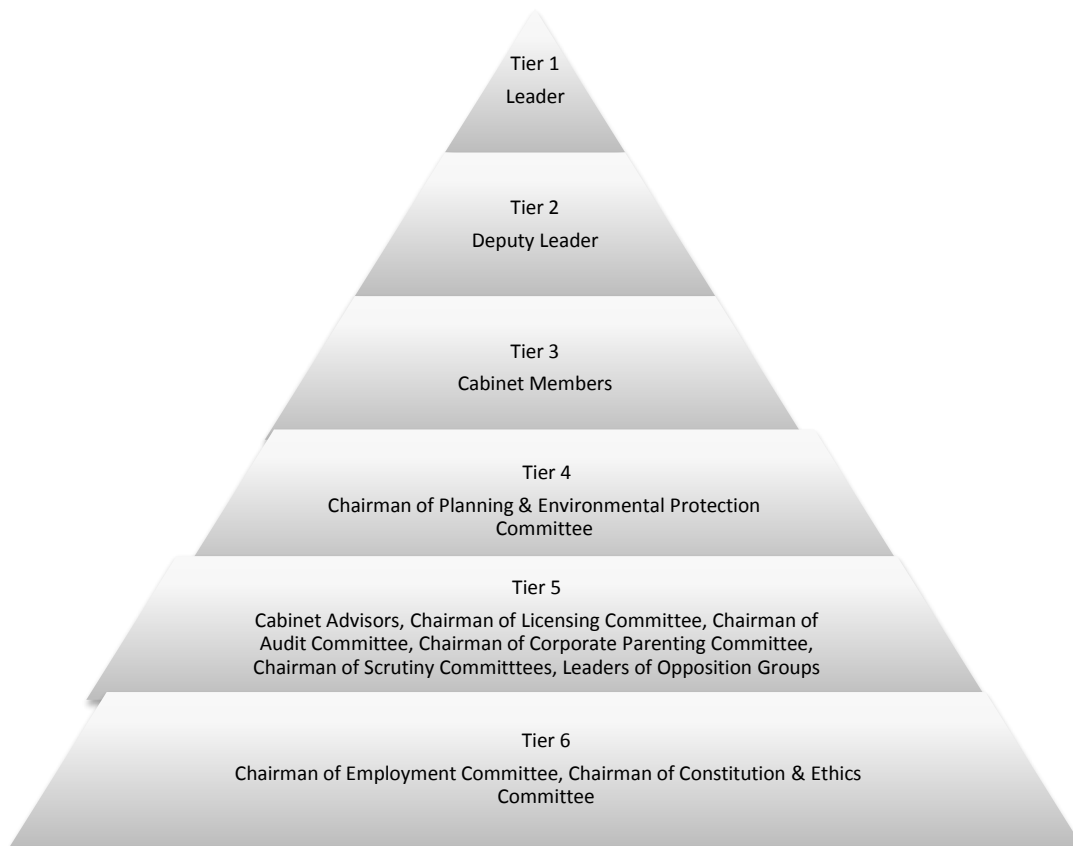 Tier 1
Leader
Tier 2
Deputy Leader
Tier 3
Cabinet Members
Tier 4
Chairman of Planning & Environmental Protection
Committee
Tier 5
Cabinet Advisors, Chairman of Licensing Committee, Chairman of
Audit Committee, Chairman of Corporate Parenting Committee,
Chairman of Scrutiny Committtees, Leaders of Opposition Groups
Tier 6
Chairman of Employment Committee, Chairman of Constitution & Ethics
Committee